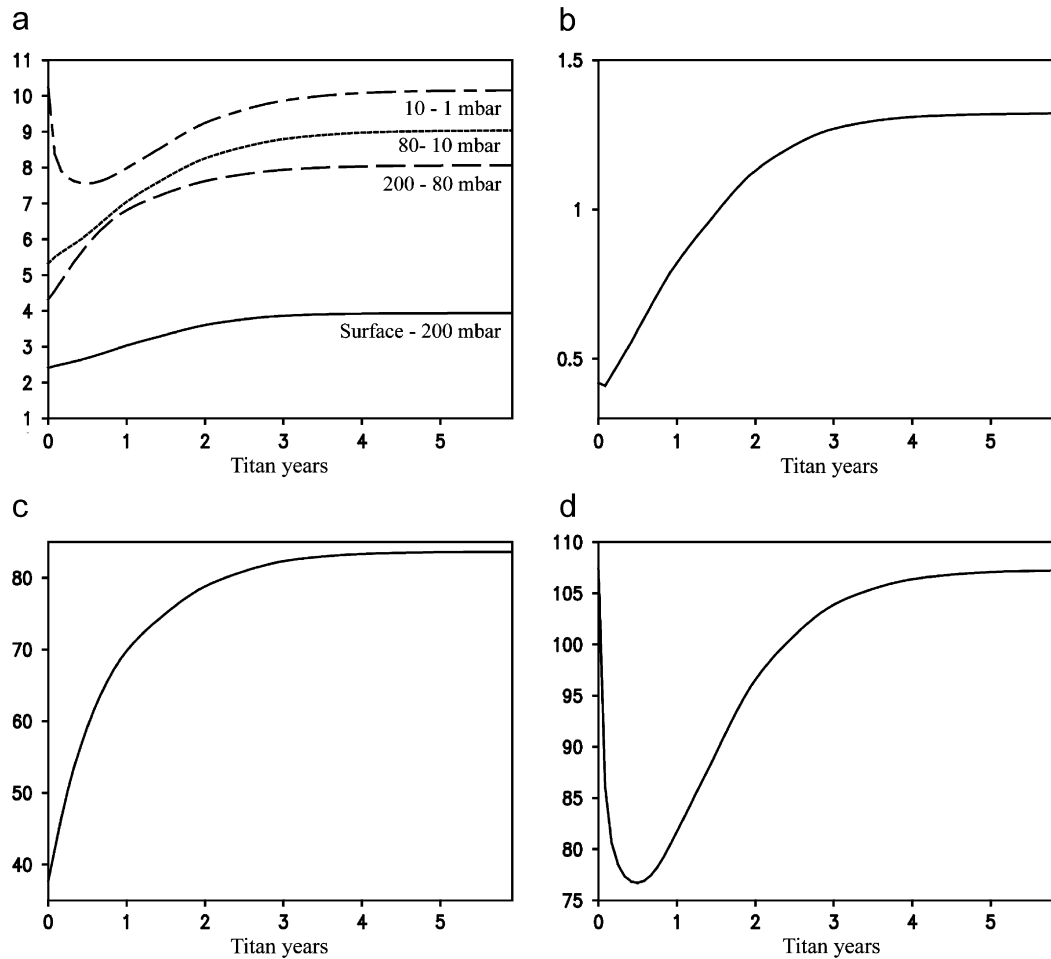 a
11
10
9
8
7
6
5
4
3
2
1
10 - 1 mbar
80- 10 mbar
200 - 80 mbar
Surface - 200 mbar
0 1 2 3 4 5
Titan years
b
1.5
1
0.5
0 1 2 3 4 5
Titan years
c
80
70
60
50
40
0 1 2 3 4 5
Titan years
d
110
105
100
95
90
85
80
75
0 1 2 3 4 5
Titan years